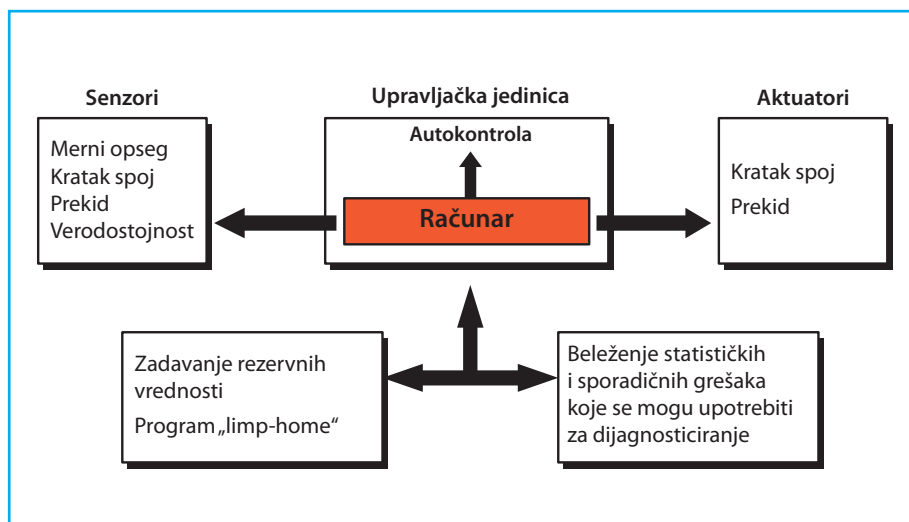 Senzori
Merni opseg
Kratak spoj
Prekid
Verodostojnost
Upravljačka jedinica
Autokontrola
Računar
Aktuatori
Kratak spoj
Prekid
Zadavanje rezervnih
vrednosti
Program „limp-home“
Beleženje statističkih
i sporadičnih grešaka
koje se mogu upotrebiti
za dijagnosticiranje